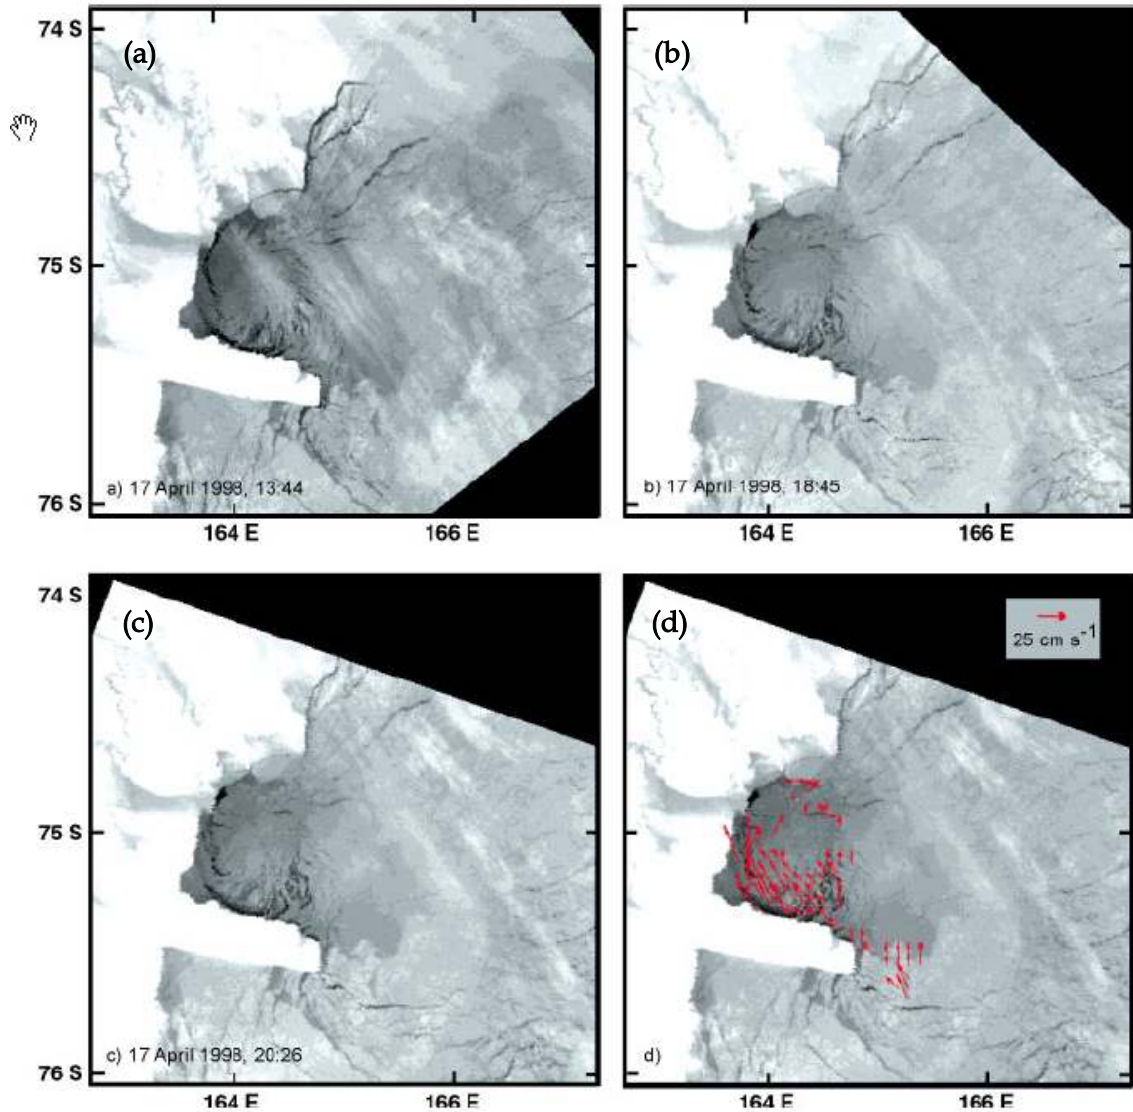 74 S
(a)
(b)
75 S
76 S
a) 17 April 1998, 13:44
b) 17 April 1998, 18:45
164 E
166 E
164 E
166 E
74 S
(c)
(d)
25 cm s⁻¹
75 S
76 S
c) 17 April 1998, 20:26
d)
164 E
166 E
164 E
166 E